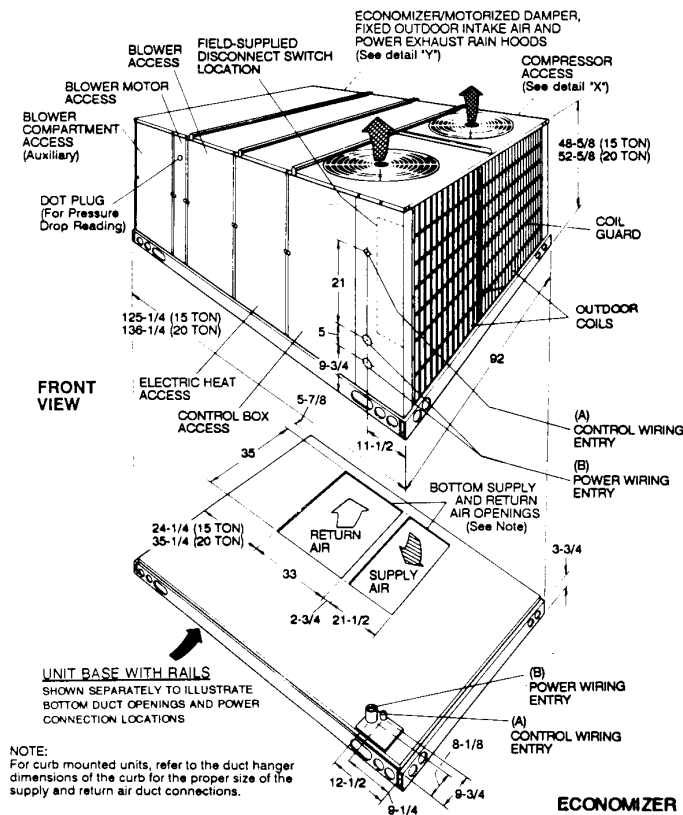 ECONOMIZER/MOTORIZED DAMPER,
FIXED OUTDOOR INTAKE AIR AND
POWER EXHAUST RAIN HOODS
(See detail "Y")
FIELD-SUPPLIED
DISCONNECT SWITCH
LOCATION
BLOWER
ACCESS
COMPRESSOR
ACCESS
(See detail "X")
BLOWER MOTOR
ACCESS
BLOWER
COMPARTMENT
ACCESS
(Auxiliary)
48-5/8 (15 TON)
52-5/8 (20 TON)
DOT PLUG
(For Pressure
Drop Reading)
COIL
GUARD
21
OUTDOOR
COILS
125-1/4 (15 TON)
136-1/4 (20 TON)
5
92
9-3/4
FRONT
VIEW
ELECTRIC HEAT
ACCESS
CONTROL BOX
ACCESS
5-7/8
11-1/2
(A)
CONTROL WIRING
ENTRY
(B)
POWER WIRING
ENTRY
35
BOTTOM SUPPLY
AND RETURN
AIR OPENINGS
(See Note)
24-1/4 (15 TON)
35-1/4 (20 TON)
RETURN
AIR
3-3/4
33
SUPPLY
AIR
2-3/4
21-1/2
UNIT BASE WITH RAILS
SHOWN SEPARATELY TO ILLUSTRATE
BOTTOM DUCT OPENINGS AND POWER
CONNECTION LOCATIONS
(B)
POWER WIRING
ENTRY
(A)
CONTROL WIRING
ENTRY
8-1/8
NOTE:
For curb mounted units, refer to the duct hanger
dimensions of the curb for the proper size of the
supply and return air duct connections.
12-1/2
9-3/4
9-1/4
ECONOMIZER